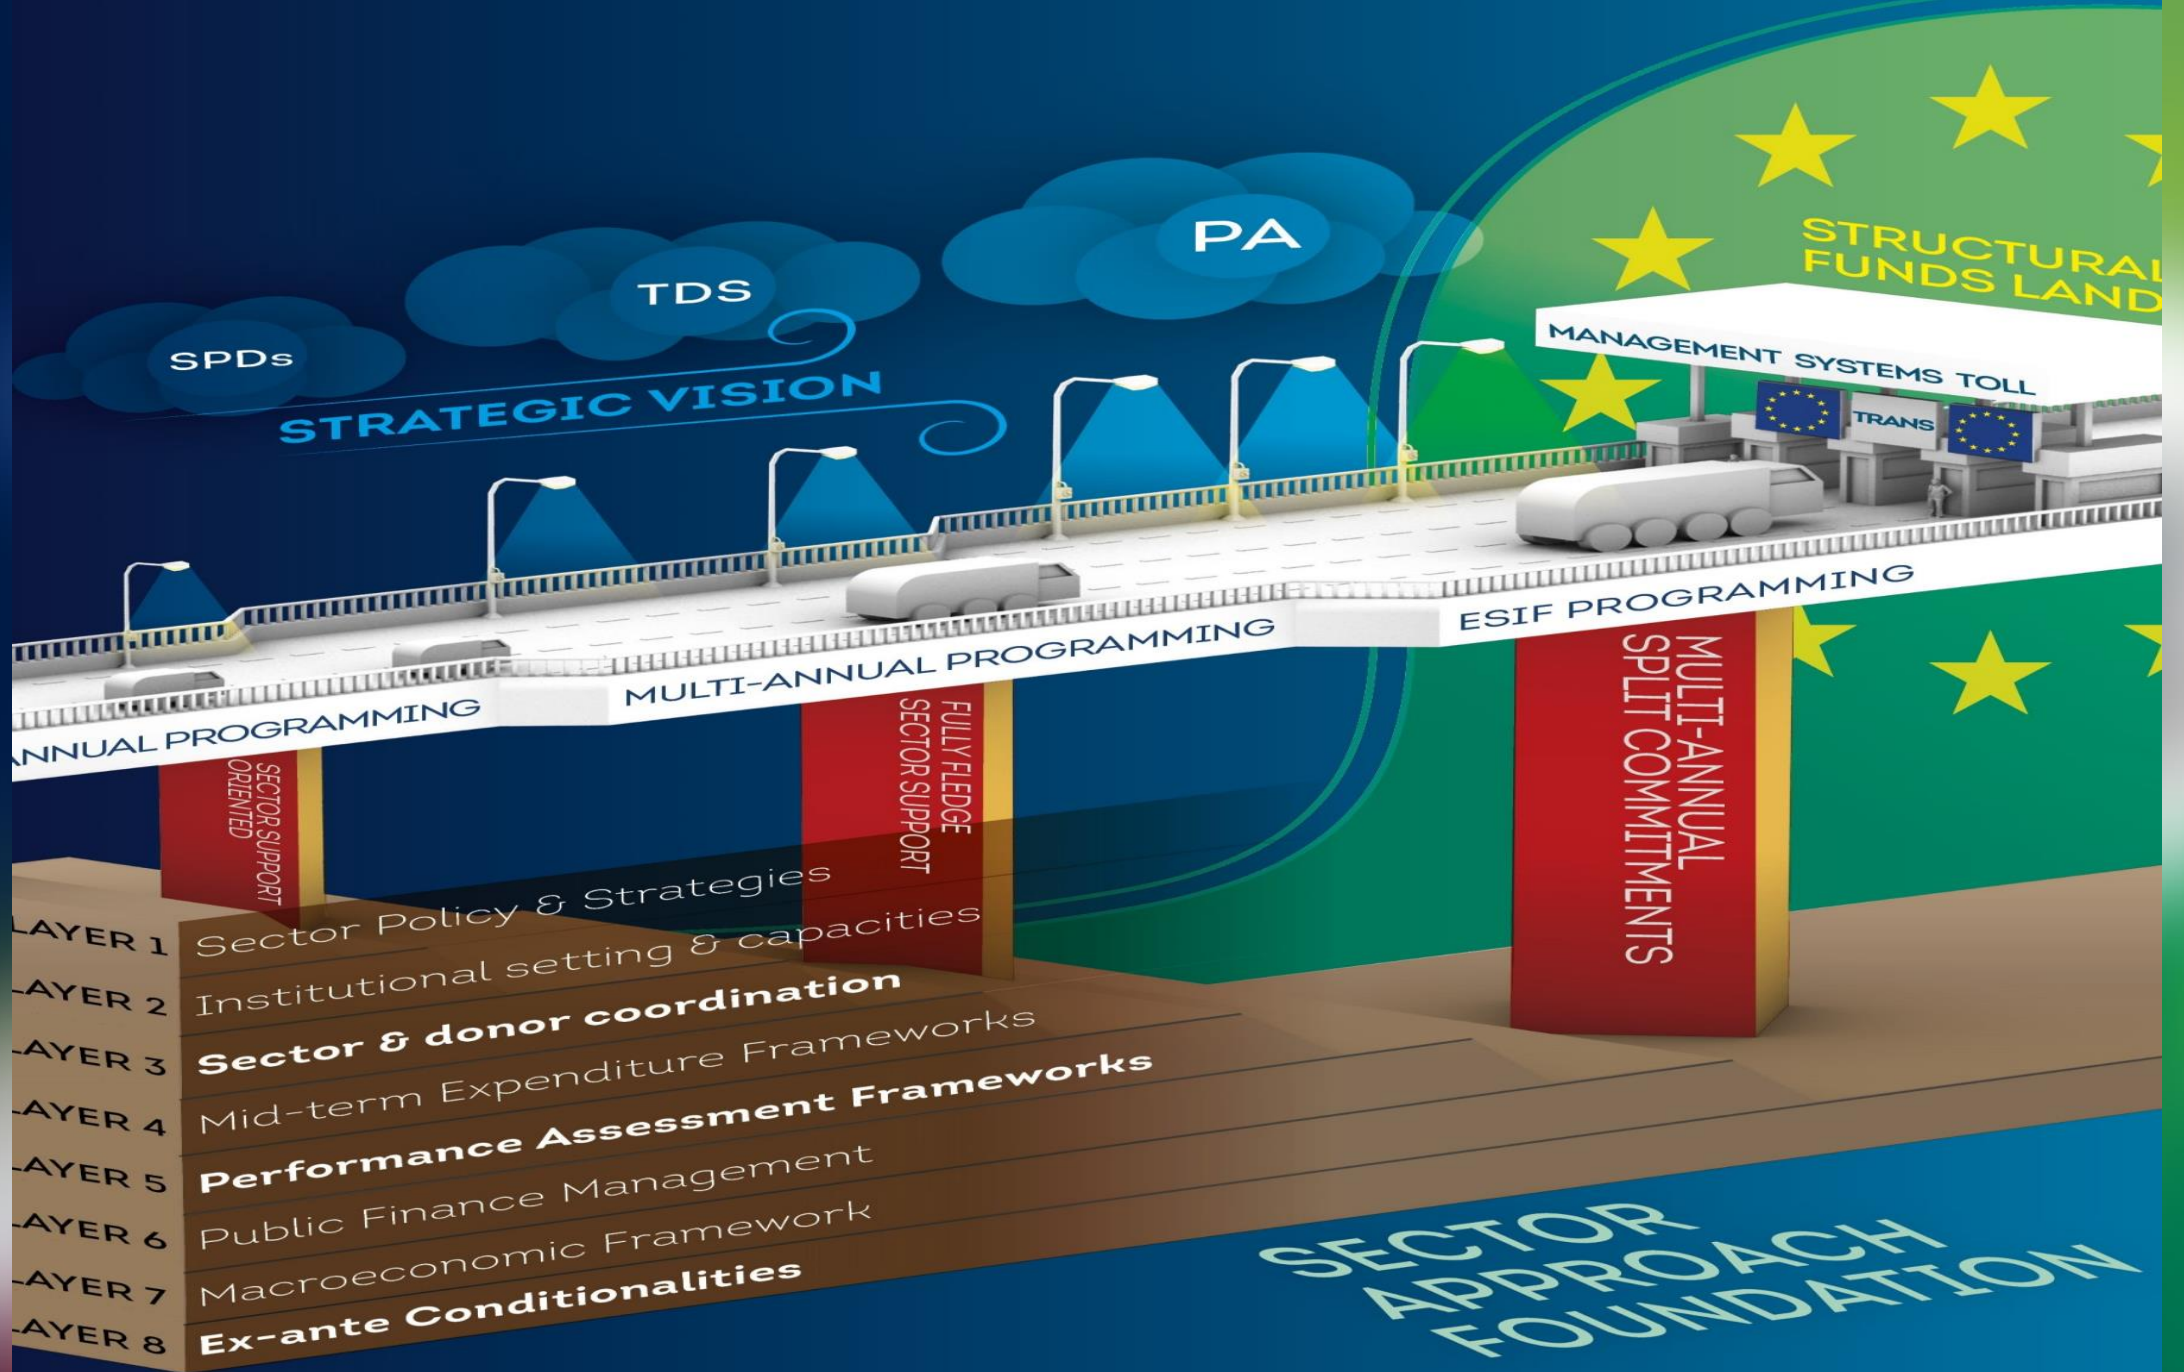 PA
TDS
SPDs
STRATEGIC VISION
STRUCTURAL
FUNDS LAND
MANAGEMENT SYSTEMS TOLL
TRANS
NNUAL PROGRAMMING
MULTI-ANNUAL PROGRAMMING
ESIF PROGRAMMING
SECTOR SUPPORT
ORIENTED
FULLY FLEDGE
SECTOR SUPPORT
MULTI-ANNUAL
SPLIT COMMITMENTS
LAYER 1 Sector Policy & Strategies
LAYER 2 Institutional setting & capacities
LAYER 3 Sector & donor coordination
LAYER 4 Mid-term Expenditure Frameworks
LAYER 5 Performance Assessment Frameworks
LAYER 6 Public Finance Management
LAYER 7 Macroeconomic Framework
LAYER 8 Ex-ante Conditionalities
SECTOR
APPROACH
FOUNDATION